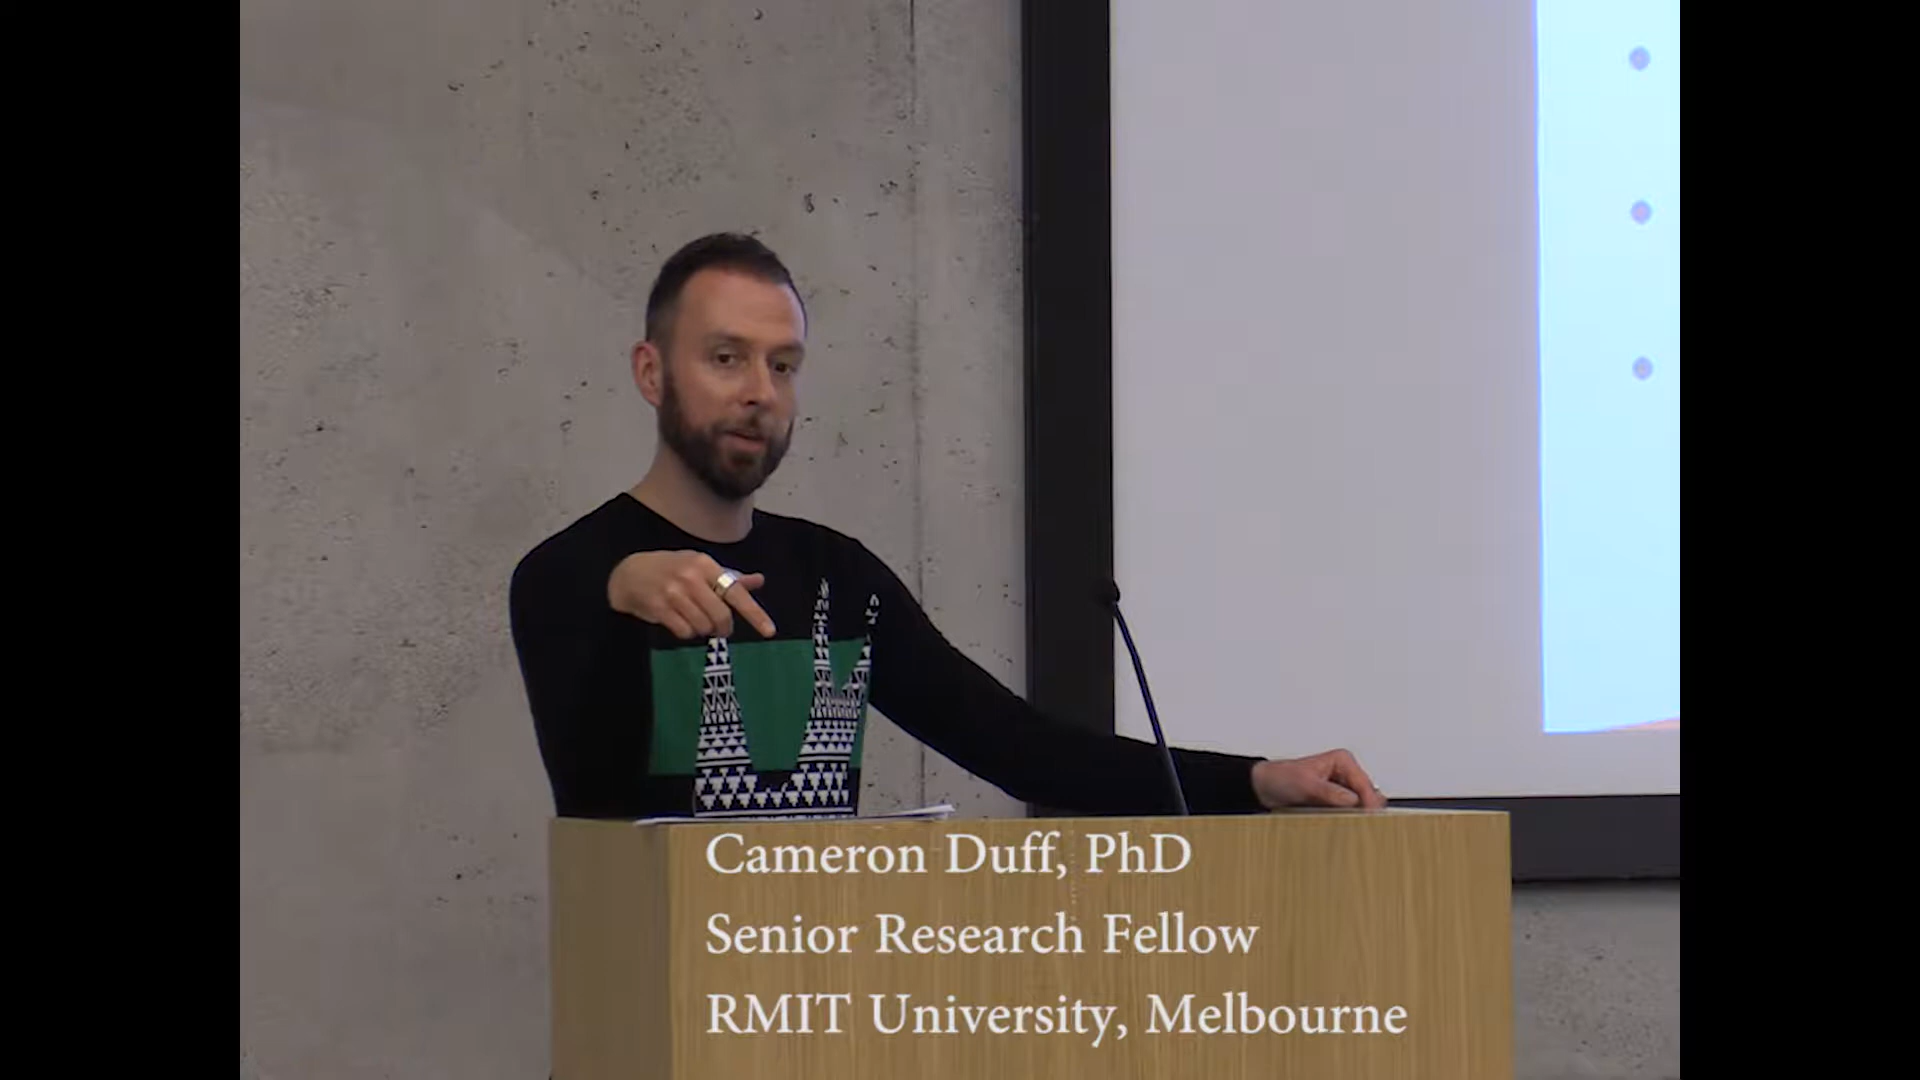 Cameron Duff, PhD
Senior Research Fellow
RMIT University, Melbourne